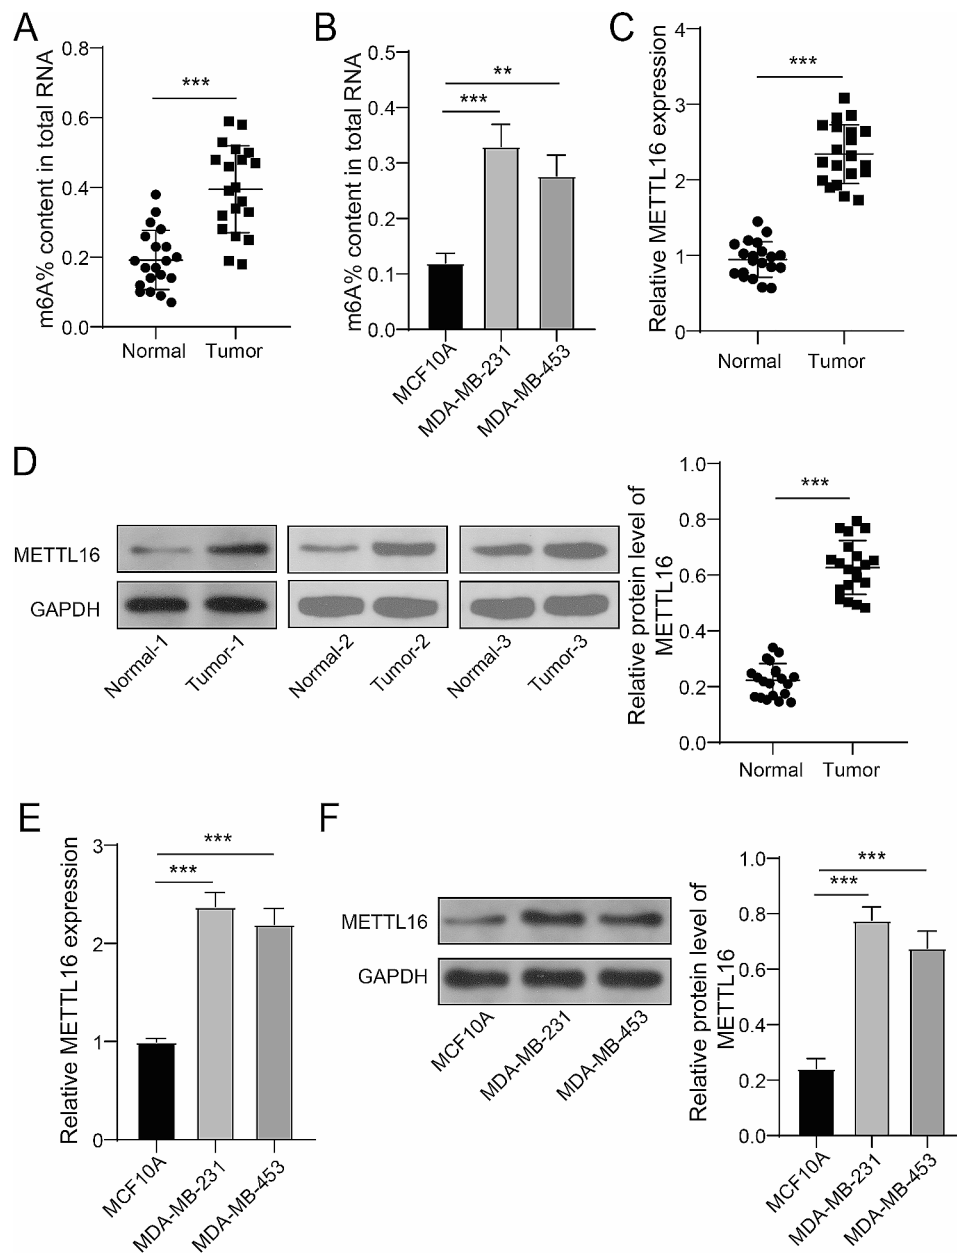 A
m6A% content in total RNA
0.8
0.6
0.4
0.2
0.0
***
Normal Tumor
B
m6A% content in total RNA
0.5
0.4
0.3
0.2
0.1
0.0
**
***
MCF10A
MDA-MB-231
MDA-MB-453
C
Relative METTL16 expression
4
3
2
1
0
***
Normal Tumor
D
METTL16
GAPDH
Normal-1
Tumor-1
Normal-2
Tumor-2
Normal-3
Tumor-3
Relative protein level of
METTL16
1.0
0.8
0.6
0.4
0.2
0.0
***
Normal Tumor
E
Relative METTL16 expression
3
2
1
0
***
***
MCF10A
MDA-MB-231
MDA-MB-453
F
METTL16
GAPDH
MCF10A
MDA-MB-231
MDA-MB-453
Relative protein level of
METTL16
1.0
0.8
0.6
0.4
0.2
0.0
***
***
MCF10A
MDA-MB-231
MDA-MB-453